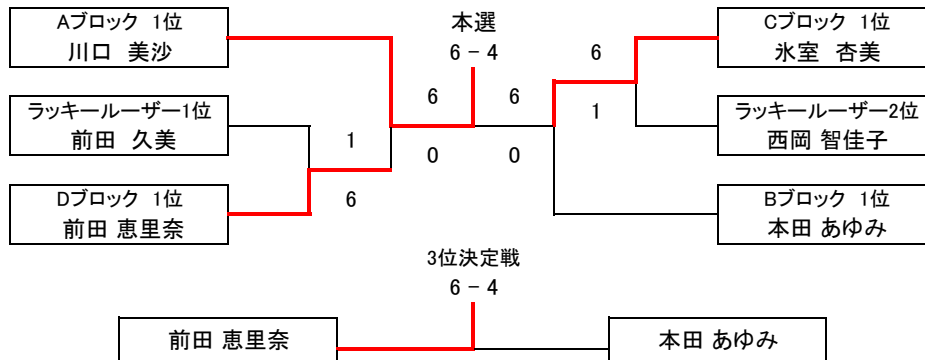 Aブロック 1位
川口 美沙
ラッキールーザー1位
前田 久美
Dブロック 1位
前田 恵里奈
1
6
本選
6 － 4
6
0
6
0
6
1
Cブロック 1位
氷室 杏美
ラッキールーザー2位
西岡 智佳子
Bブロック 1位
本田 あゆみ
3位決定戦
6 － 4
前田 恵里奈
本田 あゆみ